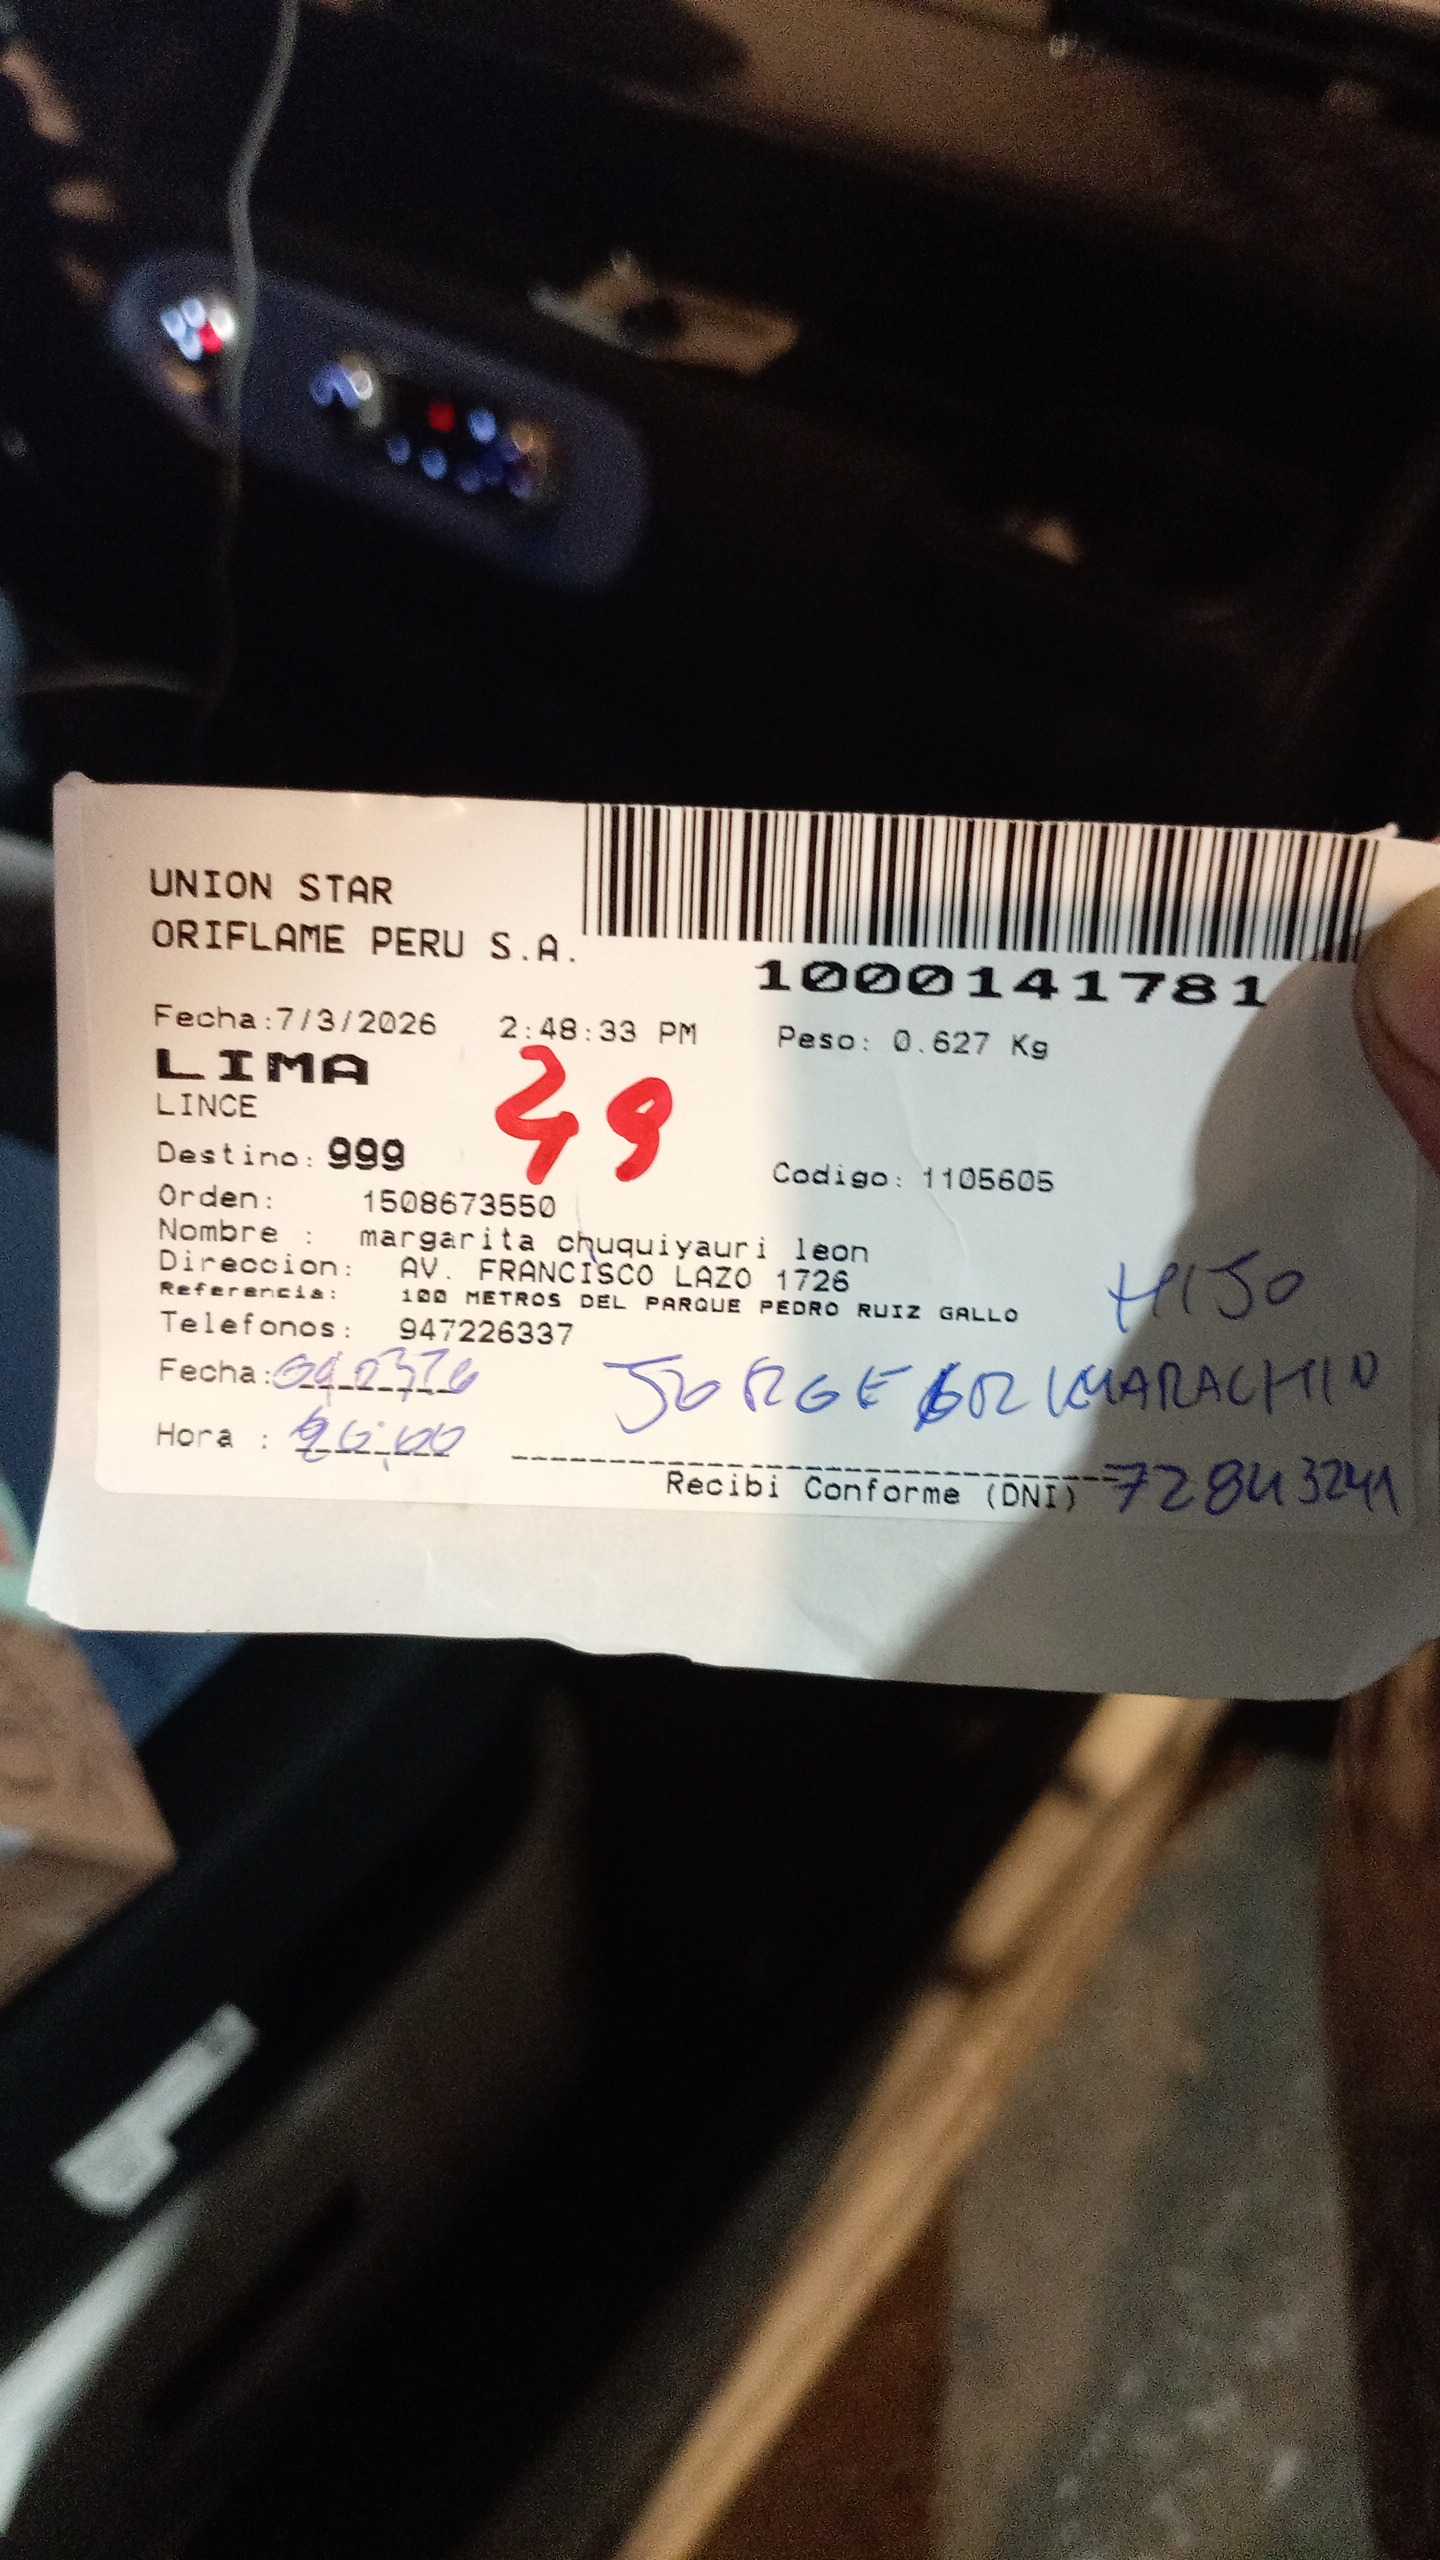 UNION STAR
ORIFLAME PERU S.A.
1000141781
Fecha:7/3/2026 2:48:33 PM Peso: 0.627 Kg
LIMA
LINCE
29
Destino: 999 Codigo: 1105605
Orden: 1508673550
Nombre : margarita chuquiyauri leon
Direccion: AV. FRANCISCO LAZO 1726
Referencia: 100 METROS DEL PARQUE PEDRO RUIZ GALLO
HIJO
Telefonos: 947226337
Fecha:
JORGE
Hora :
Recibi Conforme (DNI) 72843241